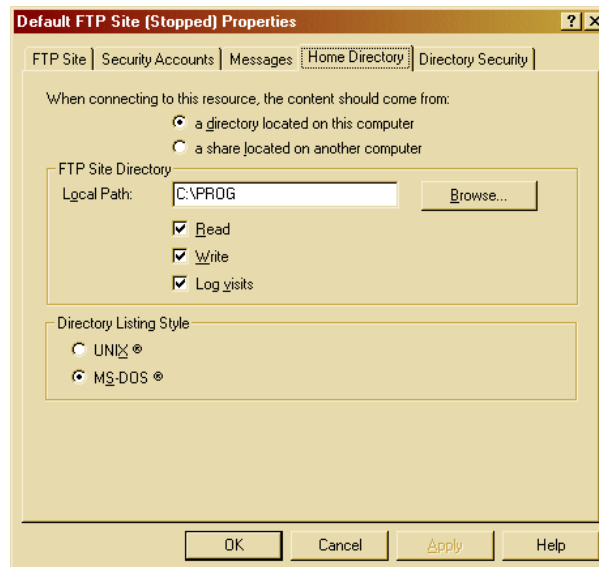 Default FTP Site (Stopped) Properties ? ×
FTP Site Security Accounts Messages Home Directory Directory Security
When connecting to this resource, the content should come from:
a directory located on this computer
a share located on another computer
FTP Site Directory
Local Path: C:\PROG Browse...
Read
Write
Log visits
Directory Listing Style
UNIX ®
MS-DOS ®
OK Cancel Apply Help